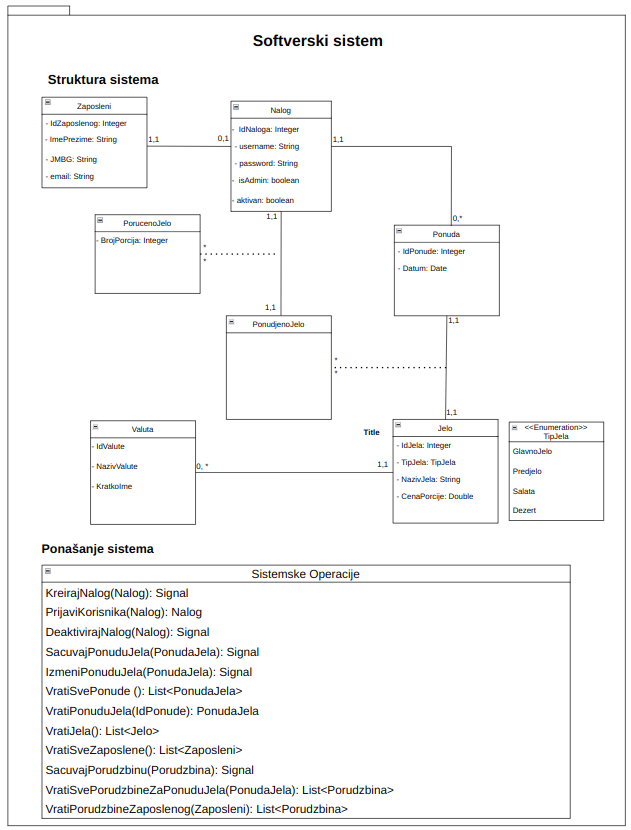 Softverski sistem
Struktura sistema
Zaposleni
- IdZaposlenog: Integer
- ImePrezime: String
- JMBG: String
- email: String
1,1
0,1
Nalog
- IdNaloga: Integer
- username: String
- password: String
- isAdmin: boolean
- aktivan: boolean
1,1
1,1
0,*
PorucenoJelo
- BrojPorcija: Integer
*
*
Ponuda
- IdPonude: Integer
- Datum: Date
1,1
1,1
PonudjenoJelo
*
*
1,1
Valuta
- IdValute
- NazivValute
- KratkoIme
0, *
1,1
Title
Jelo
- IdJela: Integer
- TipJela: TipJela
- NazivJela: String
- CenaPorcije: Double
<<Enumeration>>
TipJela
GlavnoJelo
Predjelo
Salata
Dezert
Ponašanje sistema
Sistemske Operacije
KreirajNalog(Nalog): Signal
PrijaviKorisnika(Nalog): Nalog
DeaktivirajNalog(Nalog): Signal
SacuvajPonuduJela(PonudaJela): Signal
IzmeniPonuduJela(PonudaJela): Signal
VratiSvePonude (): List<PonudaJela>
VratiPonuduJela(IdPonude): PonudaJela
VratiJela(): List<Jelo>
VratiSveZaposlene(): List<Zaposleni>
SacuvajPorudzbinu(Porudzbina): Signal
VratiSvePorudzbineZaPonuduJela(PonudaJela): List<Porudzbina>
VratiPorudzbineZaposlenog(Zaposleni): List<Porudzbina>